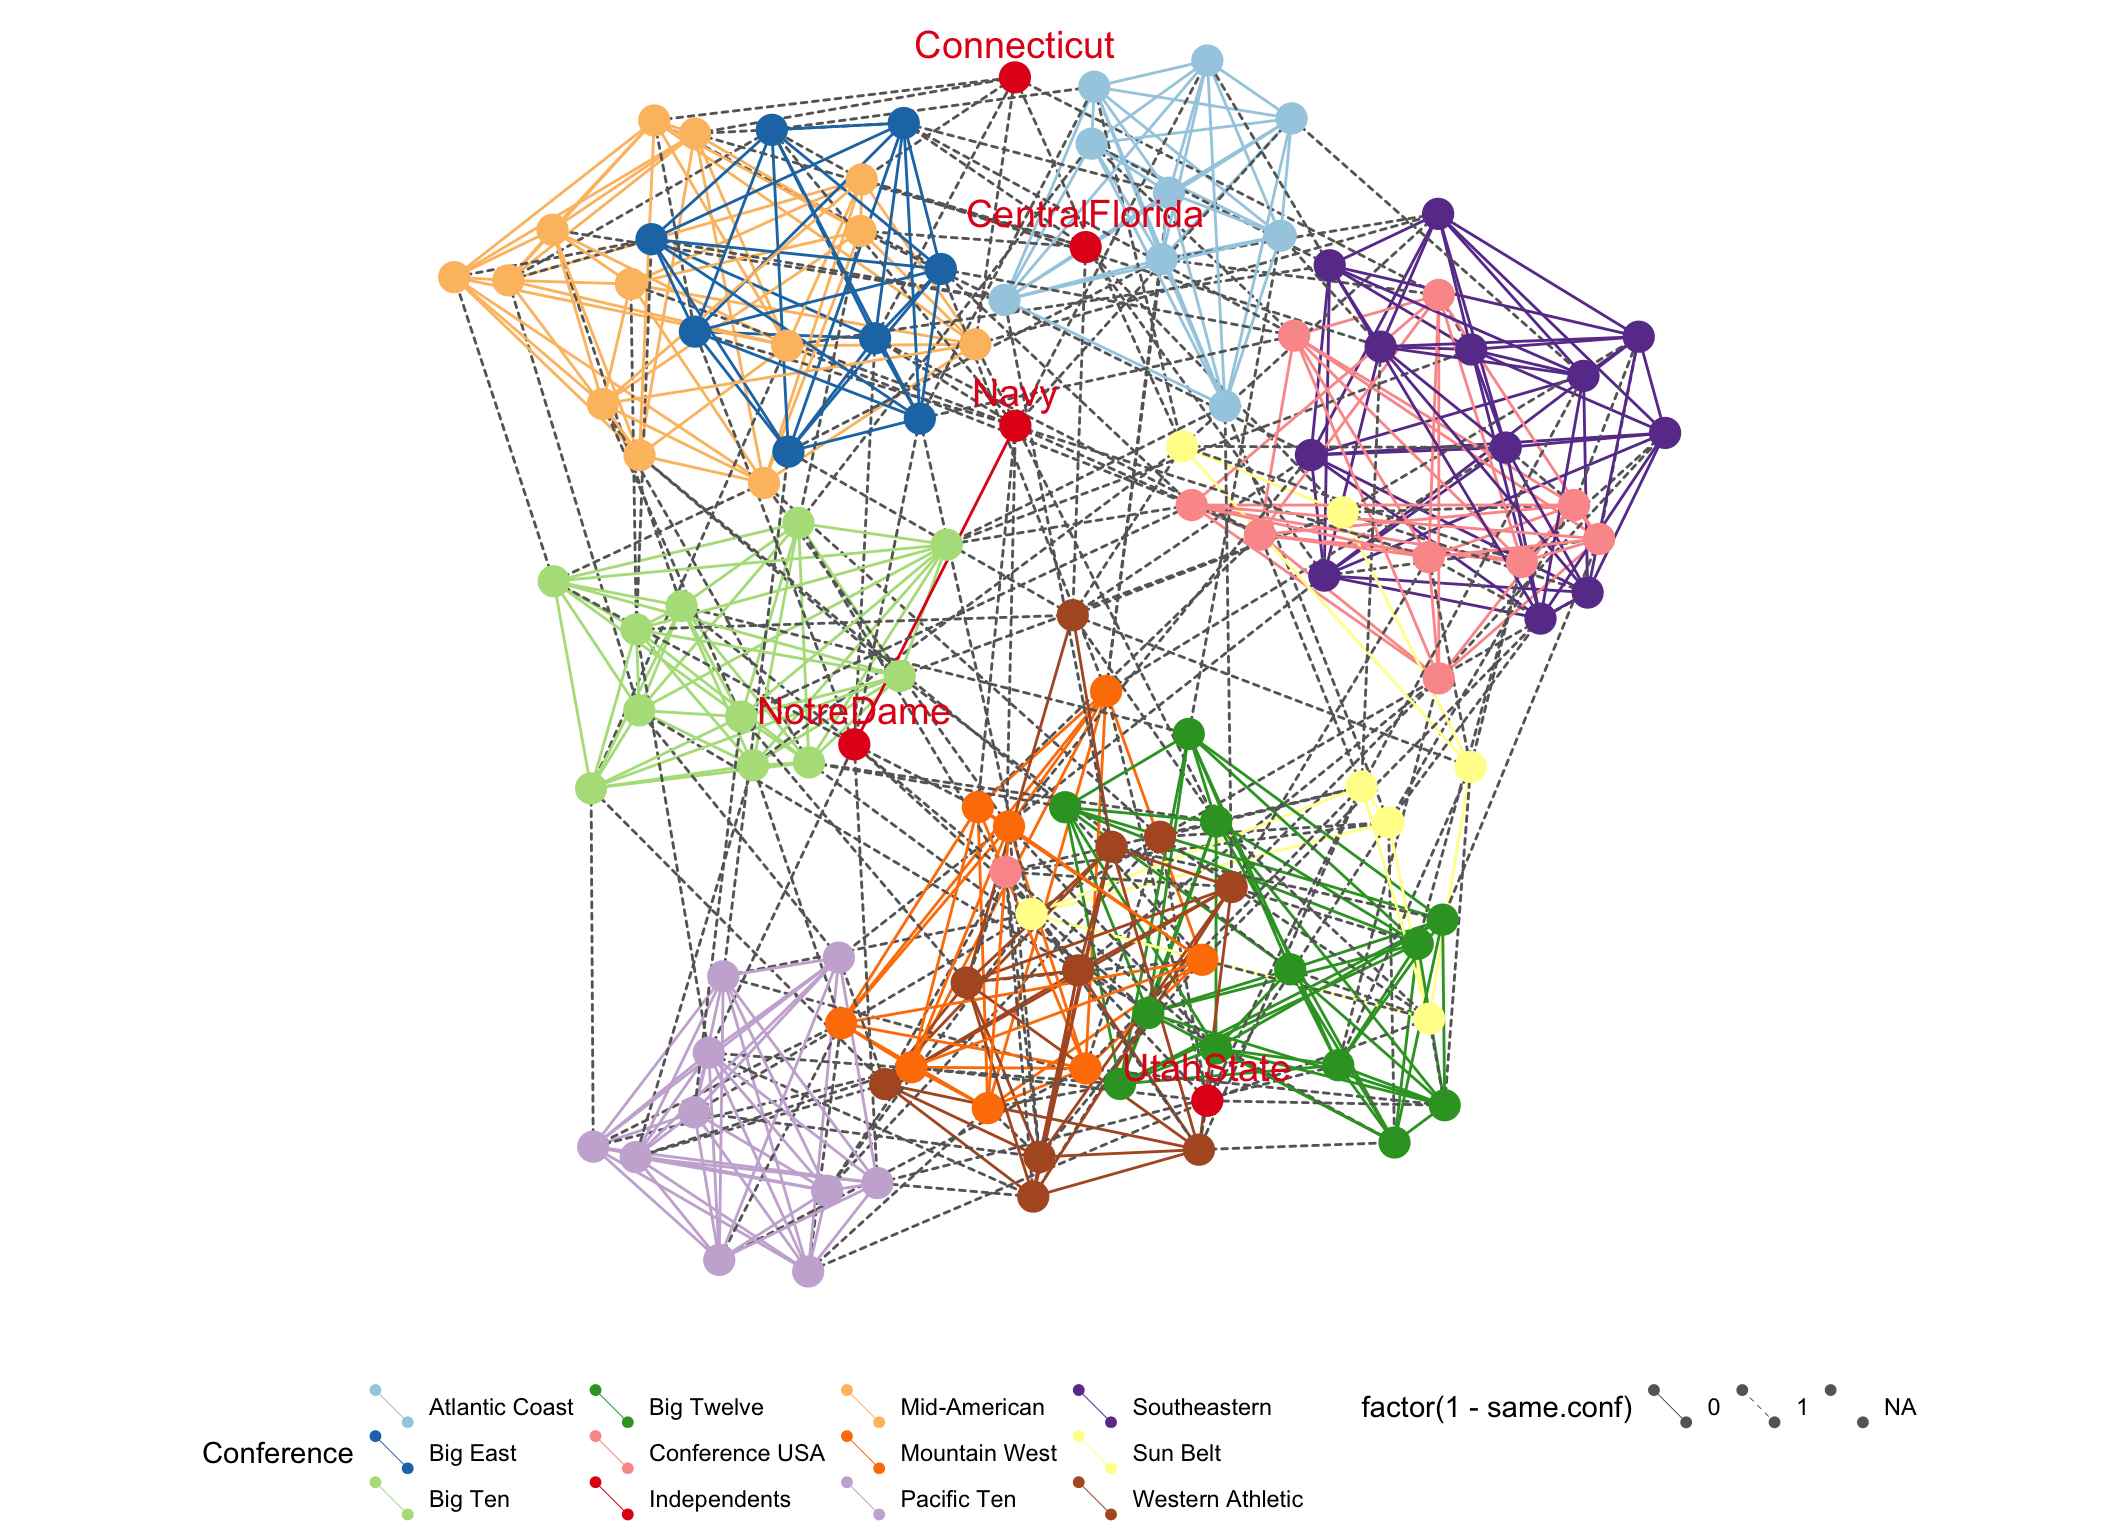 Connecticut
CentralFlorida
Navy
NotreDame
UtahState
Conference
Atlantic Coast
Big East
Big Ten
Big Twelve
Conference USA
Independents
Mid-American
Mountain West
Pacific Ten
Southeastern
Sun Belt
Western Athletic
factor(1 - same.conf)
0
1
NA